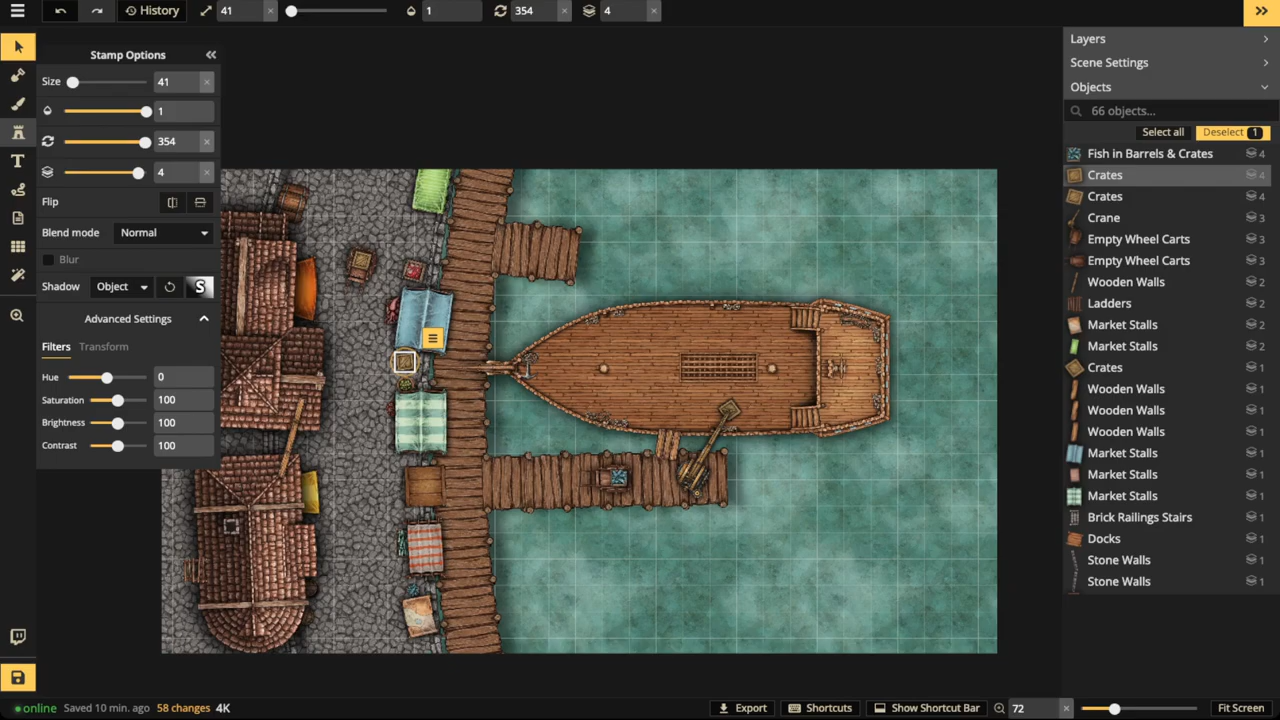 History
41
1
354
4
Stamp Options
Size 41
1
354
4
Flip
Blend mode Normal
Blur
Shadow Object S
Advanced Settings
Filters Transform
Hue 0
Saturation 100
Brightness 100
Contrast 100
Layers
Scene Settings
Objects
66 objects...
Select all Deselect 1
Fish in Barrels & Crates 4
Crates 4
Crates 4
Crane 3
Empty Wheel Carts 3
Empty Wheel Carts 3
Wooden Walls 2
Ladders 2
Market Stalls 2
Market Stalls 2
Crates 1
Wooden Walls 1
Wooden Walls 1
Wooden Walls 1
Market Stalls 1
Market Stalls 1
Market Stalls 1
Brick Railings Stairs 1
Docks 1
Stone Walls 1
Stone Walls 1
online Saved 10 min. ago 58 changes 4K
Export Shortcuts Show Shortcut Bar 72 Fit Screen